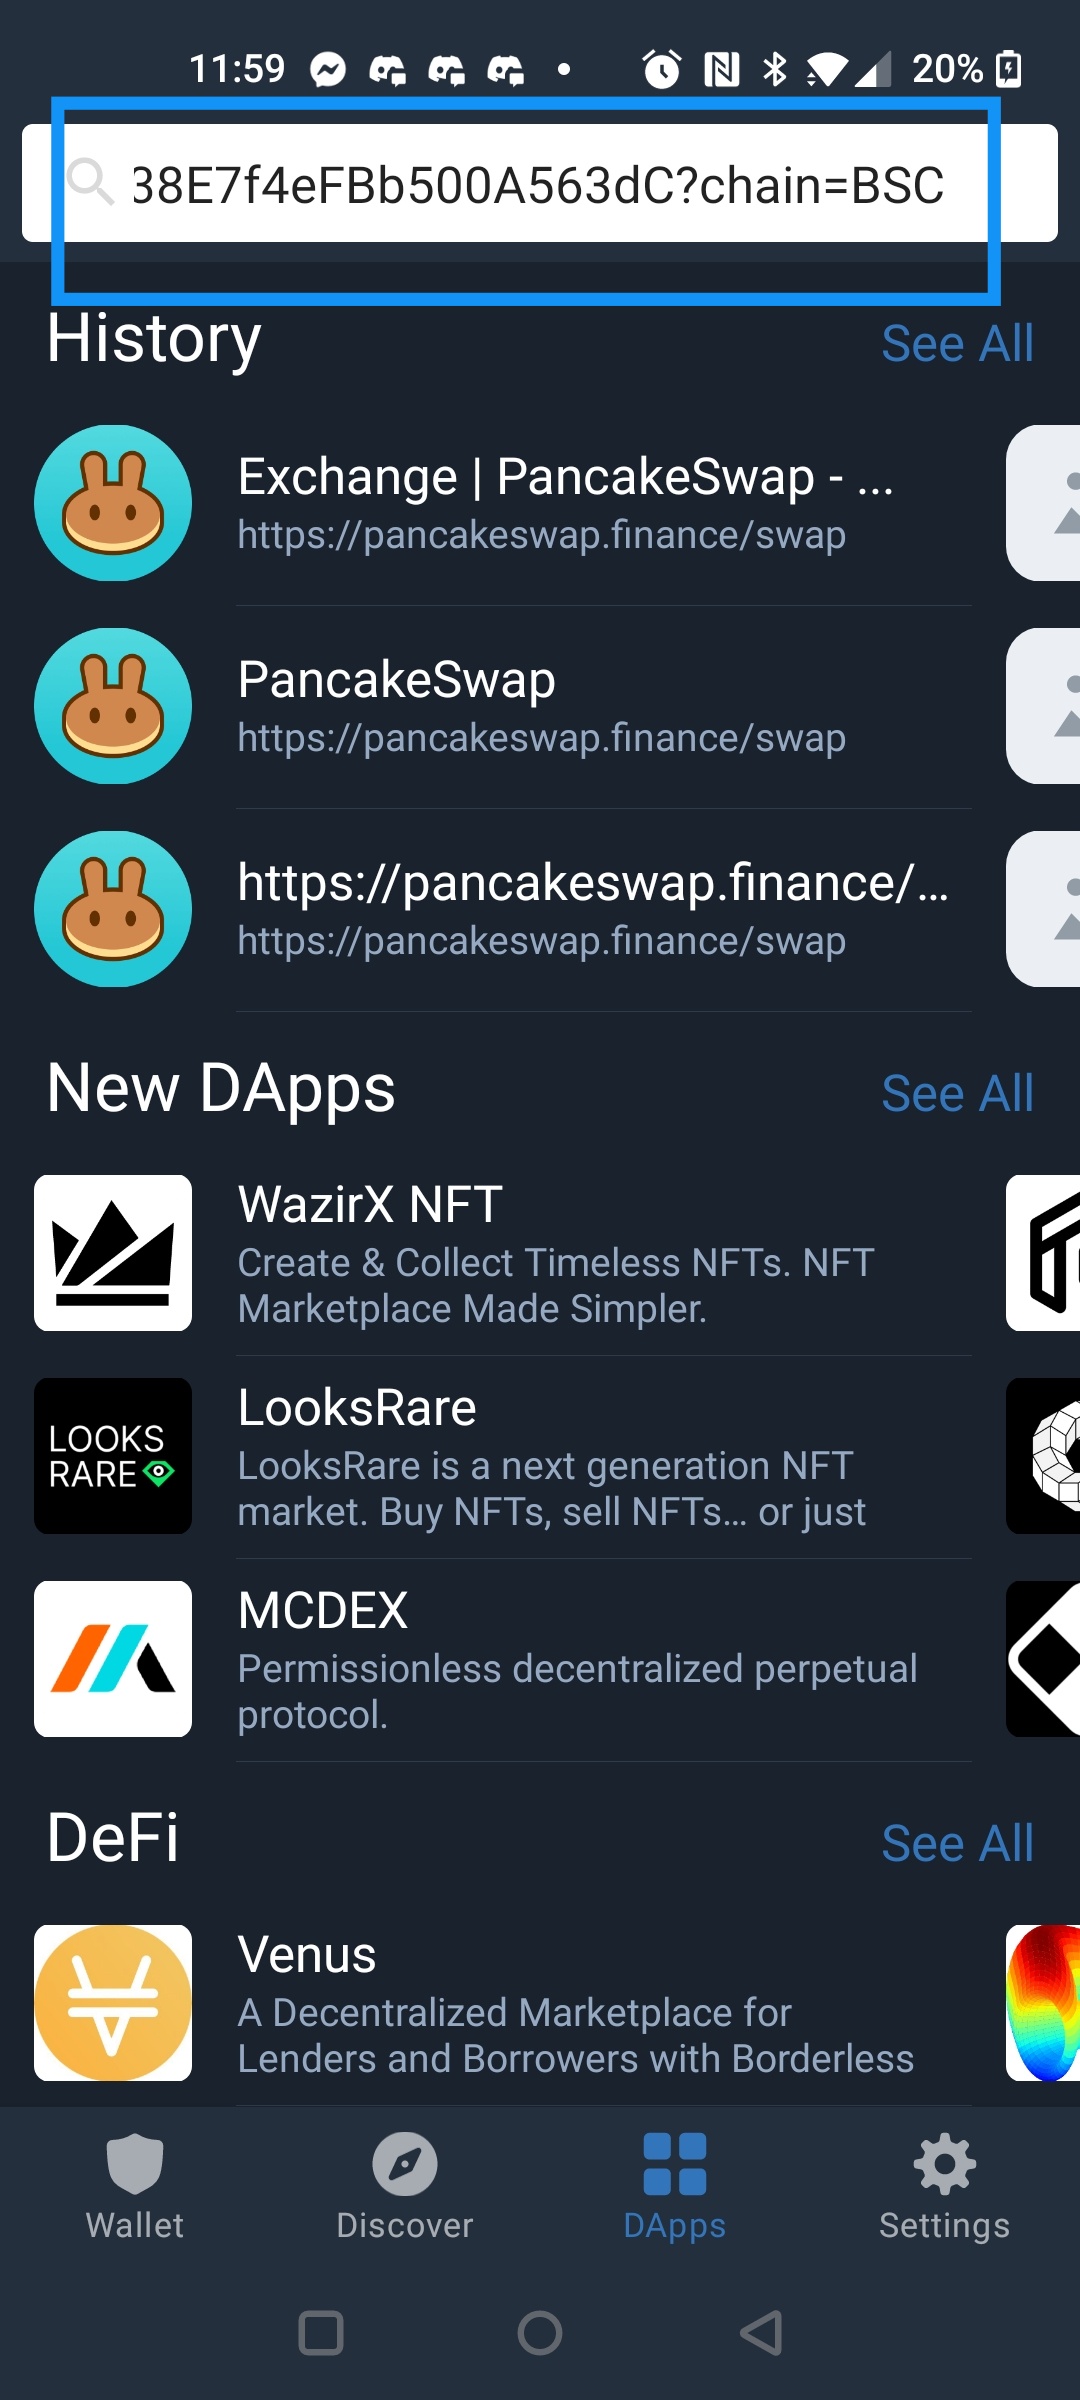 11:59
20%
38E7f4eFBb500A563dC?chain=BSC
History
See All
Exchange | PancakeSwap - ...
https://pancakeswap.finance/swap
PancakeSwap
https://pancakeswap.finance/swap
https://pancakeswap.finance/...
https://pancakeswap.finance/swap
New DApps
See All
WazirX NFT
Create & Collect Timeless NFTs. NFT
Marketplace Made Simpler.
LOOKS
RARE
LooksRare
LooksRare is a next generation NFT
market. Buy NFTs, sell NFTs... or just
MCDEX
Permissionless decentralized perpetual
protocol.
DeFi
See All
Venus
A Decentralized Marketplace for
Lenders and Borrowers with Borderless
Wallet
Discover
DApps
Settings